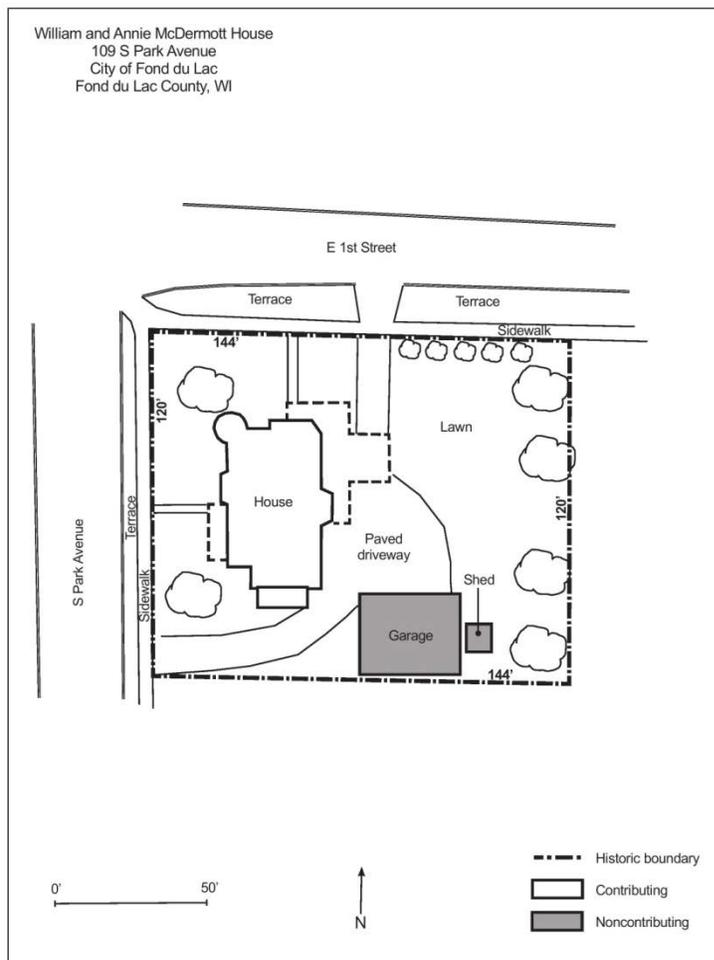 William and Annie McDermott House
109 S Park Avenue
City of Fond du Lac
Fond du Lac County, WI
E 1st Street
Terrace
Terrace
Sidewalk
144'
120'
Lawn
House
120'
Terrace
S Park Avenue
Paved
driveway
Shed
Sidewalk
Garage
144'
Historic boundary
0'
50'
Contributing
N
Noncontributing